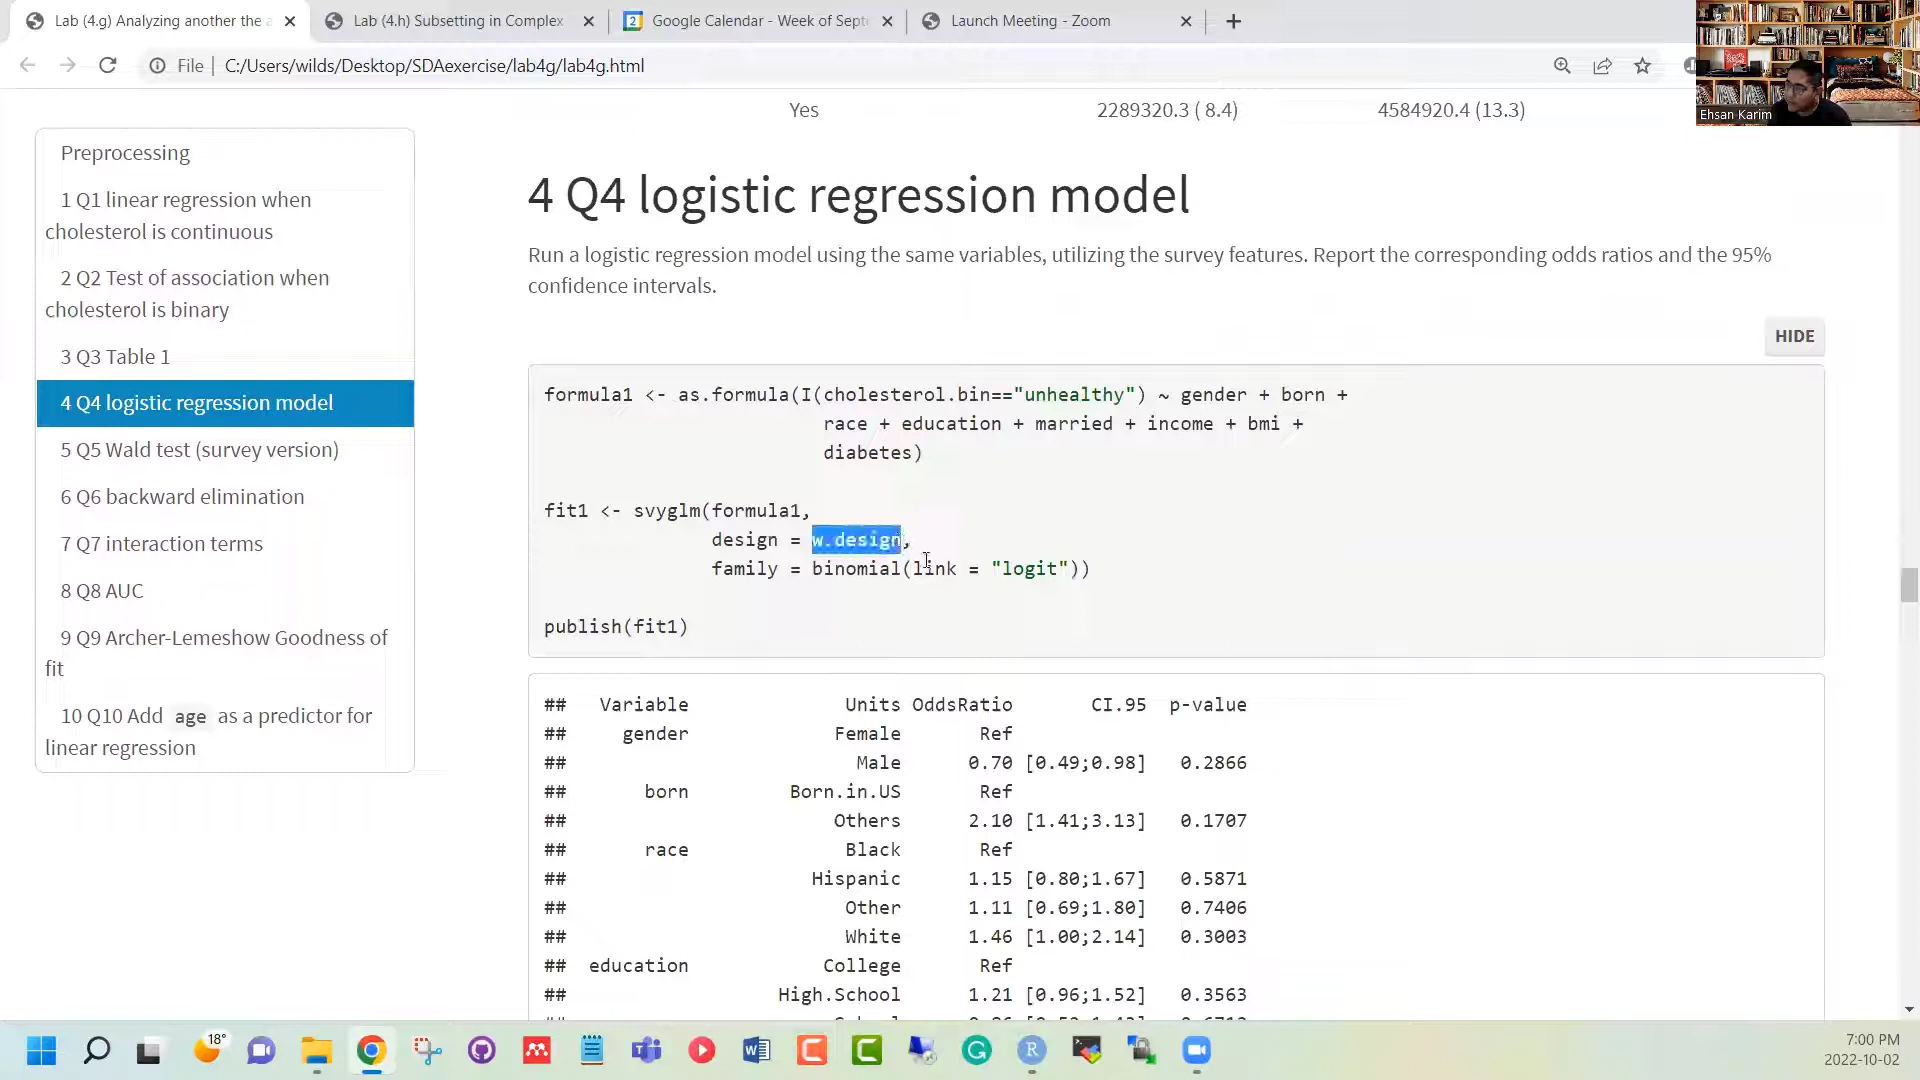 Lab (4.g) Analyzing another the a
Lab (4.h) Subsetting in Complex
Google Calendar - Week of Sept
Launch Meeting - Zoom
File | C:/Users/wilds/Desktop/SDAexercise/lab4g/lab4g.html
Ehsan Karim
Yes 2289320.3 ( 8.4) 4584920.4 (13.3)
Preprocessing
1 Q1 linear regression when
cholesterol is continuous
2 Q2 Test of association when
cholesterol is binary
3 Q3 Table 1
4 Q4 logistic regression model
5 Q5 Wald test (survey version)
6 Q6 backward elimination
7 Q7 interaction terms
8 Q8 AUC
9 Q9 Archer-Lemeshow Goodness of
fit
10 Q10 Add age as a predictor for
linear regression
4 Q4 logistic regression model
Run a logistic regression model using the same variables, utilizing the survey features. Report the corresponding odds ratios and the 95%
confidence intervals.
HIDE
formula1 <- as.formula(I(cholesterol.bin=="unhealthy") ~ gender + born +
race + education + married + income + bmi +
diabetes)
fit1 <- svyglm(formula1,
design = w.design,
family = binomial(link = "logit"))
publish(fit1)
## Variable Units OddsRatio CI.95 p-value
## gender Female Ref
## Male 0.70 [0.49;0.98] 0.2866
## born Born.in.US Ref
## Others 2.10 [1.41;3.13] 0.1707
## race Black Ref
## Hispanic 1.15 [0.80;1.67] 0.5871
## Other 1.11 [0.69;1.80] 0.7406
## White 1.46 [1.00;2.14] 0.3003
## education College Ref
## High.School 1.21 [0.96;1.52] 0.3563
18°
7:00 PM
2022-10-02